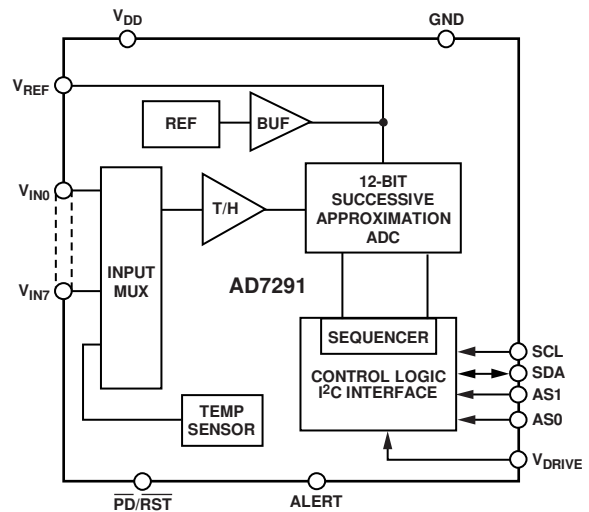 VDD
GND
VREF
REF
BUF
VIN0
T/H
12-BIT
SUCCESSIVE
APPROXIMATION
ADC
INPUT
MUX
VIN7
AD7291
SEQUENCER
CONTROL LOGIC
I²C INTERFACE
SCL
SDA
AS1
AS0
TEMP
SENSOR
VDRIVE
PD/RST
ALERT